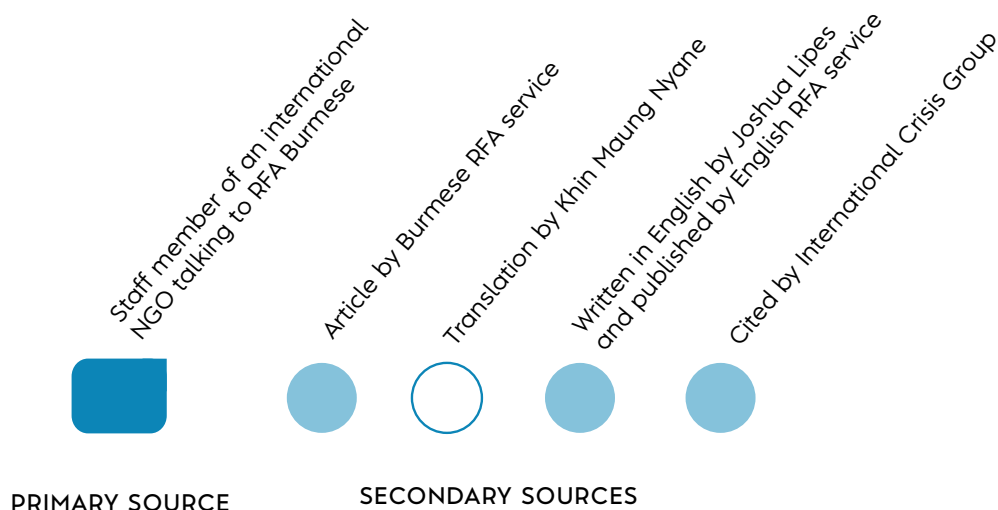 Staff member of an international
NGO talking to RFA Burmese
Article by Burmese RFA service
Translation by Khin Maung Nyane
Written in English by Joshua Lipes
and published by English RFA service
Cited by International Crisis Group
PRIMARY SOURCE
SECONDARY SOURCES